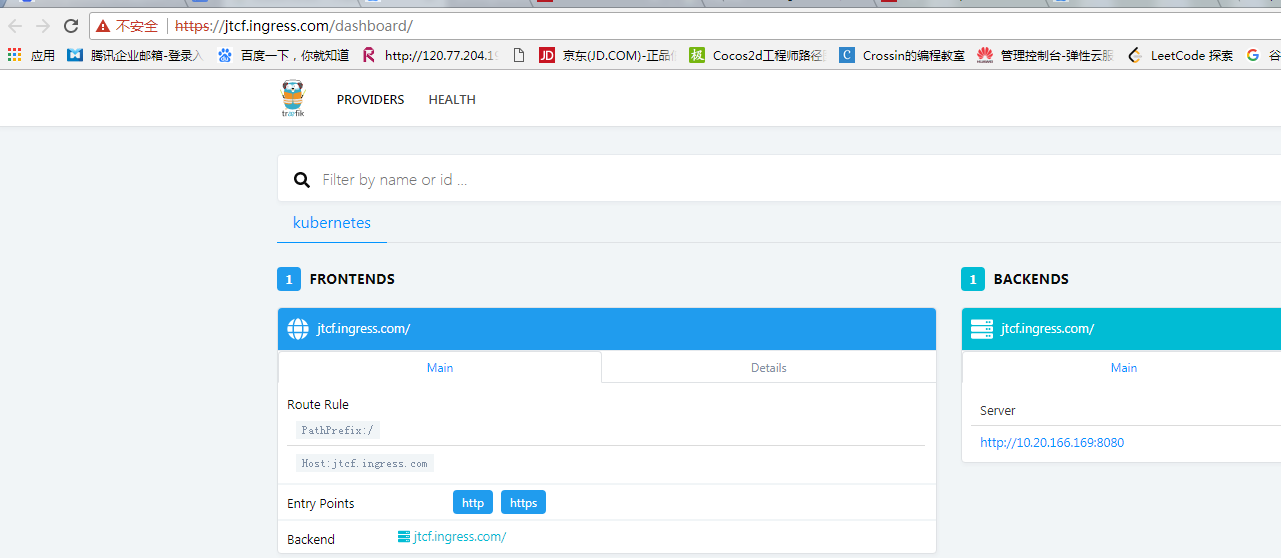 不安全 https://jtcf.ingress.com/dashboard/
应用 腾讯企业邮箱-登录入 百度一下，你就知道 http://120.77.204.19 京东(JD.COM)-正品低 Cocos2d工程师路径 Crossin的编程教室 管理控制台-弹性云服 LeetCode 探索 谷
træfik PROVIDERS HEALTH
Filter by name or id ...
kubernetes
1 FRONTENDS
jtcf.ingress.com/
Main Details
Route Rule
PathPrefix:/
Host:jtcf.ingress.com
Entry Points http https
Backend jtcf.ingress.com/
1 BACKENDS
jtcf.ingress.com/
Main
Server
http://10.20.166.169:8080